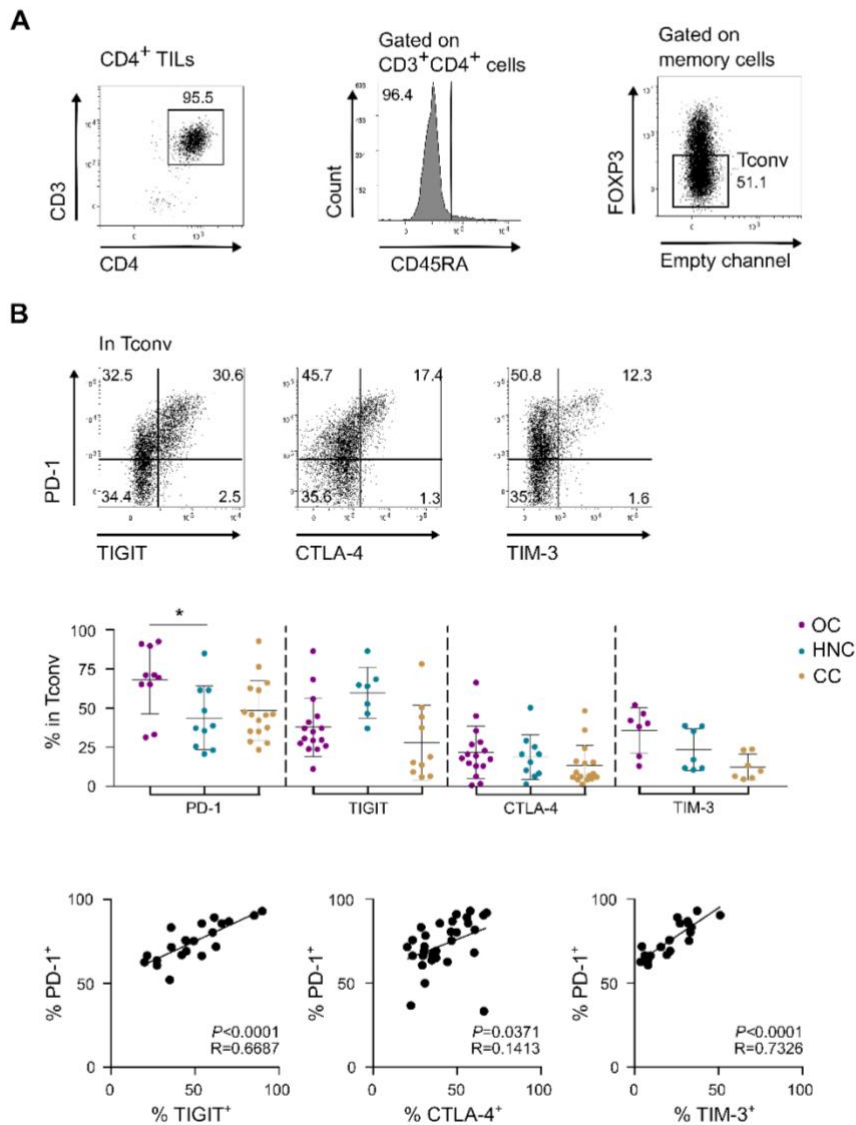 A
CD4+ TILs
95.5
CD3
CD4
Gated on
CD3+CD4+ cells
96.4
Count
CD45RA
Gated on
memory cells
FOXP3
Tconv
51.1
Empty channel
B
In Tconv
32.5 30.6
34.4 2.5
PD-1
TIGIT
45.7 17.4
35.6 1.3
CTLA-4
50.8 12.3
35 1.6
TIM-3
% in Tconv
100
75
50
25
0
*
PD-1 TIGIT CTLA-4 TIM-3
OC
HNC
CC
% PD-1+
100
50
0
P<0.0001
R=0.6687
0 50 100
% TIGIT+
% PD-1+
100
50
0
P=0.0371
R=0.1413
0 50 100
% CTLA-4+
% PD-1+
100
50
0
P<0.0001
R=0.7326
0 50 100
% TIM-3+